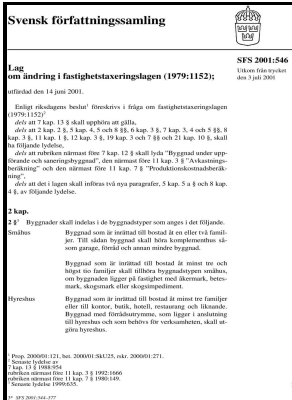 Svensk författningssamling
SFS 2001:546
Utkom från trycket
den 3 juli 2001
Lag
om ändring i fastighetstaxeringslagen (1979:1152);
utfärdad den 14 juni 2001.
Enligt riksdagens beslut¹ föreskrivs i fråga om fastighetstaxeringslagen
(1979:1152)²
dels att 7 kap. 13 § skall upphöra att gälla,
dels att 2 kap. 2 §, 5 kap. 4, 5 och 8 §§, 6 kap. 3 §, 7 kap. 3, 4 och 5 §§, 8
kap. 3 §, 11 kap. 1 §, 12 kap. 3 §, 19 kap. 3 och 7 §§ och 21 kap. 10 §, skall
ha följande lydelse,
dels att rubriken närmast före 7 kap. 12 § skall lyda "Byggnad under upp-
förande och saneringsbyggnad", den närmast före 11 kap. 3 § "Avkastnings-
beräkning" och den närmast före 11 kap. 7 § "Produktionskostnadsberäk-
ning",
dels att det i lagen skall införas två nya paragrafer, 5 kap. 5 a § och 8 kap.
4 §, av följande lydelse.
2 kap.
2 §³ Byggnader skall indelas i de byggnadstyper som anges i det följande.
Småhus Byggnad som är inrättad till bostad åt en eller två famil-
jer. Till sådan byggnad skall höra komplementhus så-
som garage, förråd och annan mindre byggnad.
Byggnad som är inrättad till bostad åt minst tre och
högst tio familjer skall tillhöra byggnadstypen småhus,
om byggnaden ligger på fastighet med åkermark, betes-
mark, skogsmark eller skogsimpediment.
Hyreshus Byggnad som är inrättad till bostad åt minst tre familjer
eller till kontor, butik, hotell, restaurang och liknande.
Byggnad med förrådsutrymme, som ligger i anslutning
till hyreshus och som behövs för verksamheten, skall ut-
göra hyreshus.
¹ Prop. 2000/01:121, bet. 2000/01:SkU25, rskr. 2000/01:271.
² Senaste lydelse av
7 kap. 13 § 1988:954
rubriken närmast före 11 kap. 3 § 1992:1666
rubriken närmast före 11 kap. 7 § 1980:149.
³ Senaste lydelse 1999:635.
SFS 2001:544–577